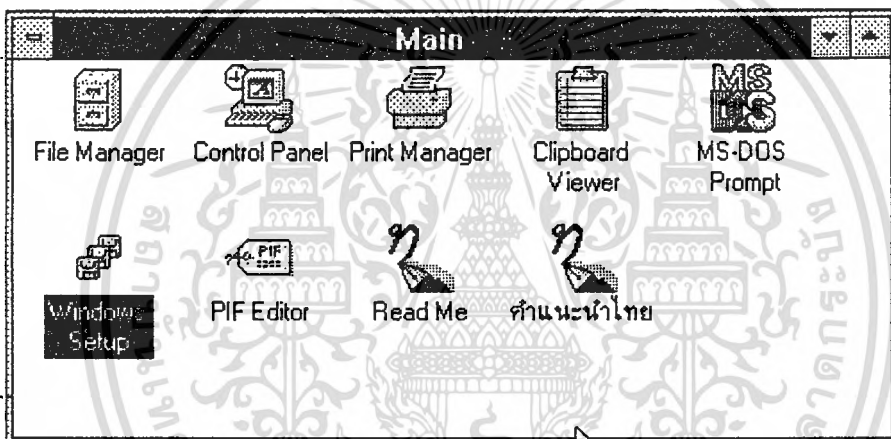 Main
File Manager Control Panel Print Manager Clipboard Viewer MS-DOS Prompt
Windows Setup PIF Editor Read Me คำแนะนำไทย